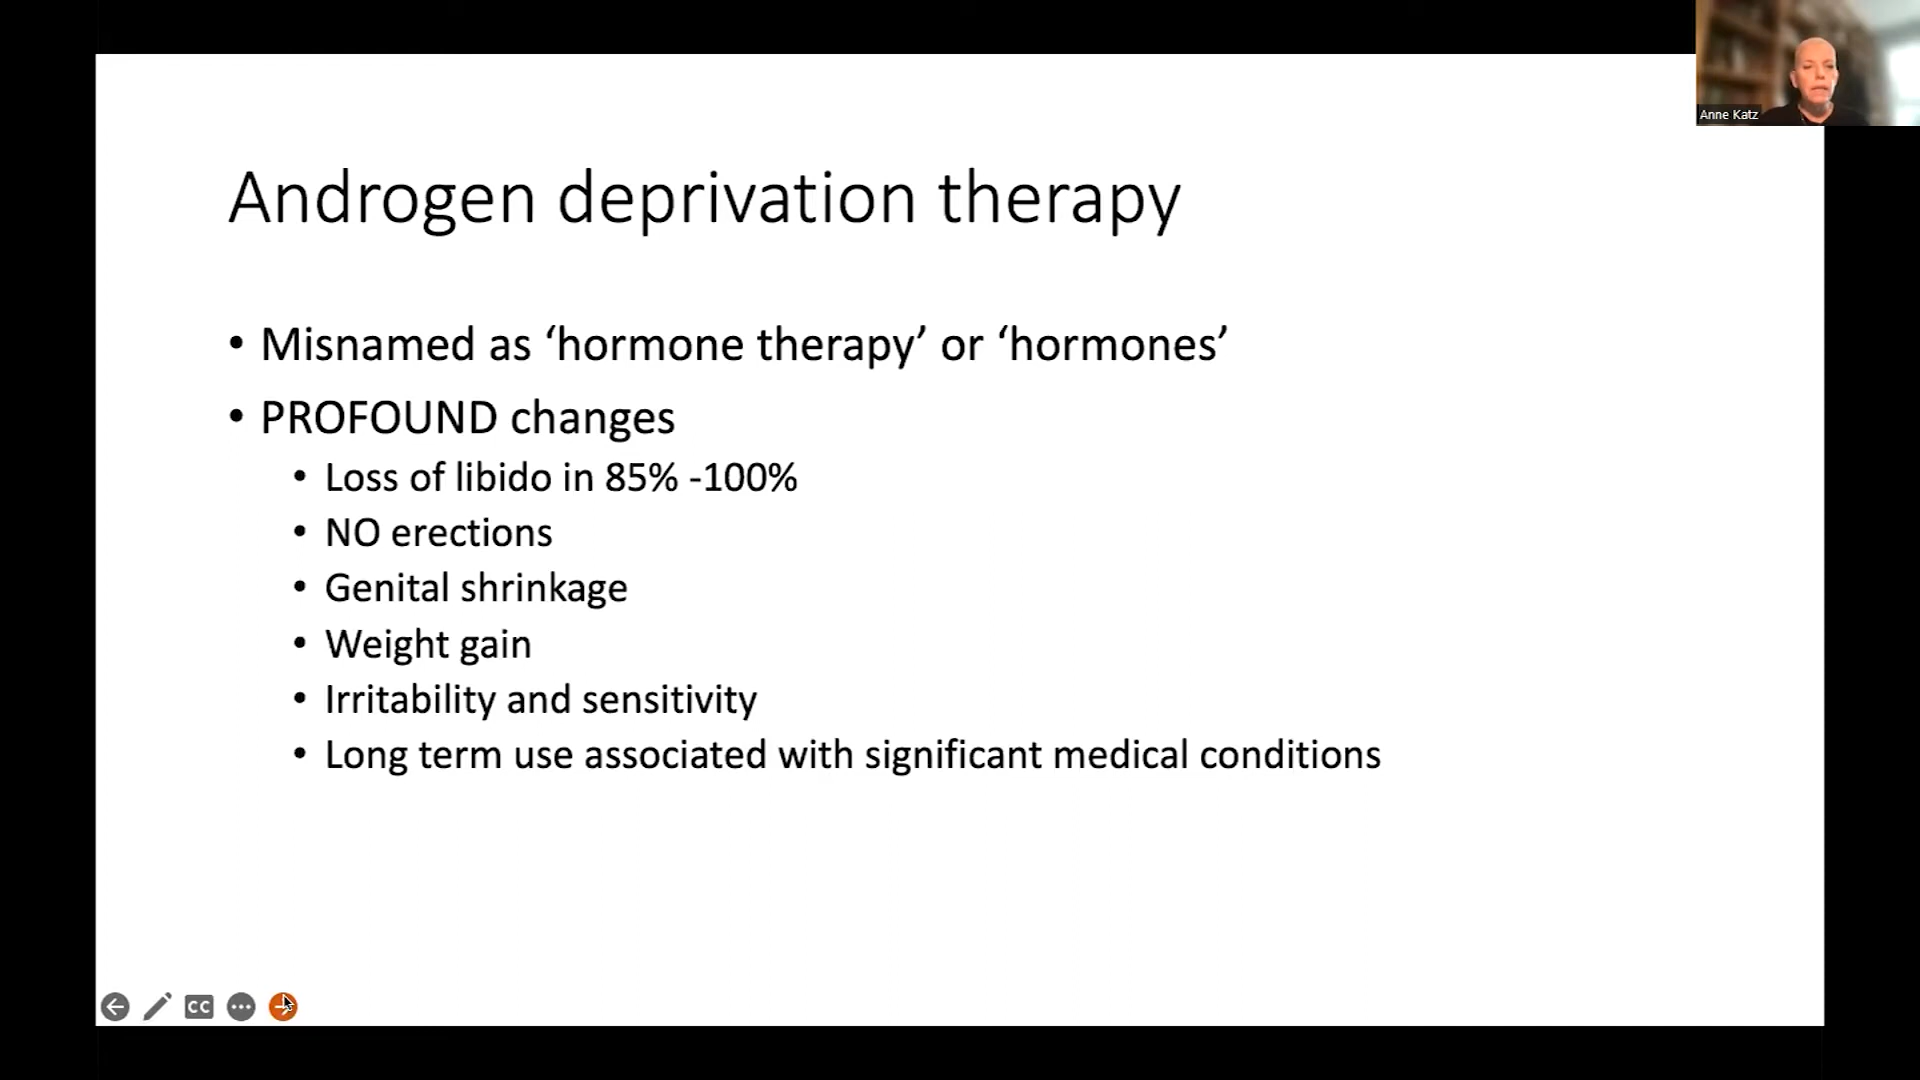 Anne Katz
Androgen deprivation therapy
• Misnamed as ‘hormone therapy’ or ‘hormones’
• PROFOUND changes
• Loss of libido in 85% -100%
• NO erections
• Genital shrinkage
• Weight gain
• Irritability and sensitivity
• Long term use associated with significant medical conditions
CC